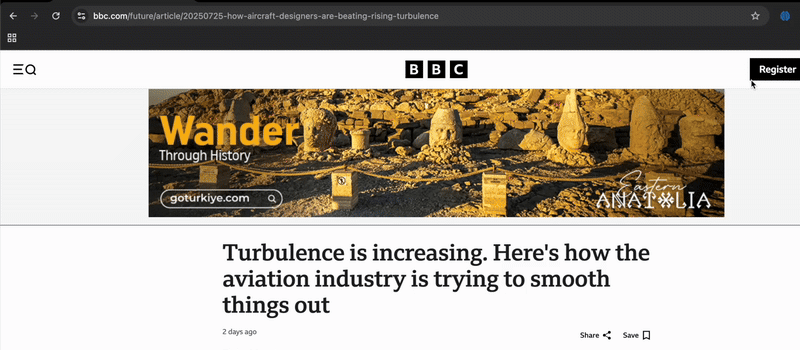 bbc.com/future/article/20250725-how-aircraft-designers-are-beating-rising-turbulence
BBC
Register
Wander
Through History
goturkiye.com
Eastern
ANATOLIA
Turbulence is increasing. Here's how the
aviation industry is trying to smooth
things out
2 days ago
Share
Save